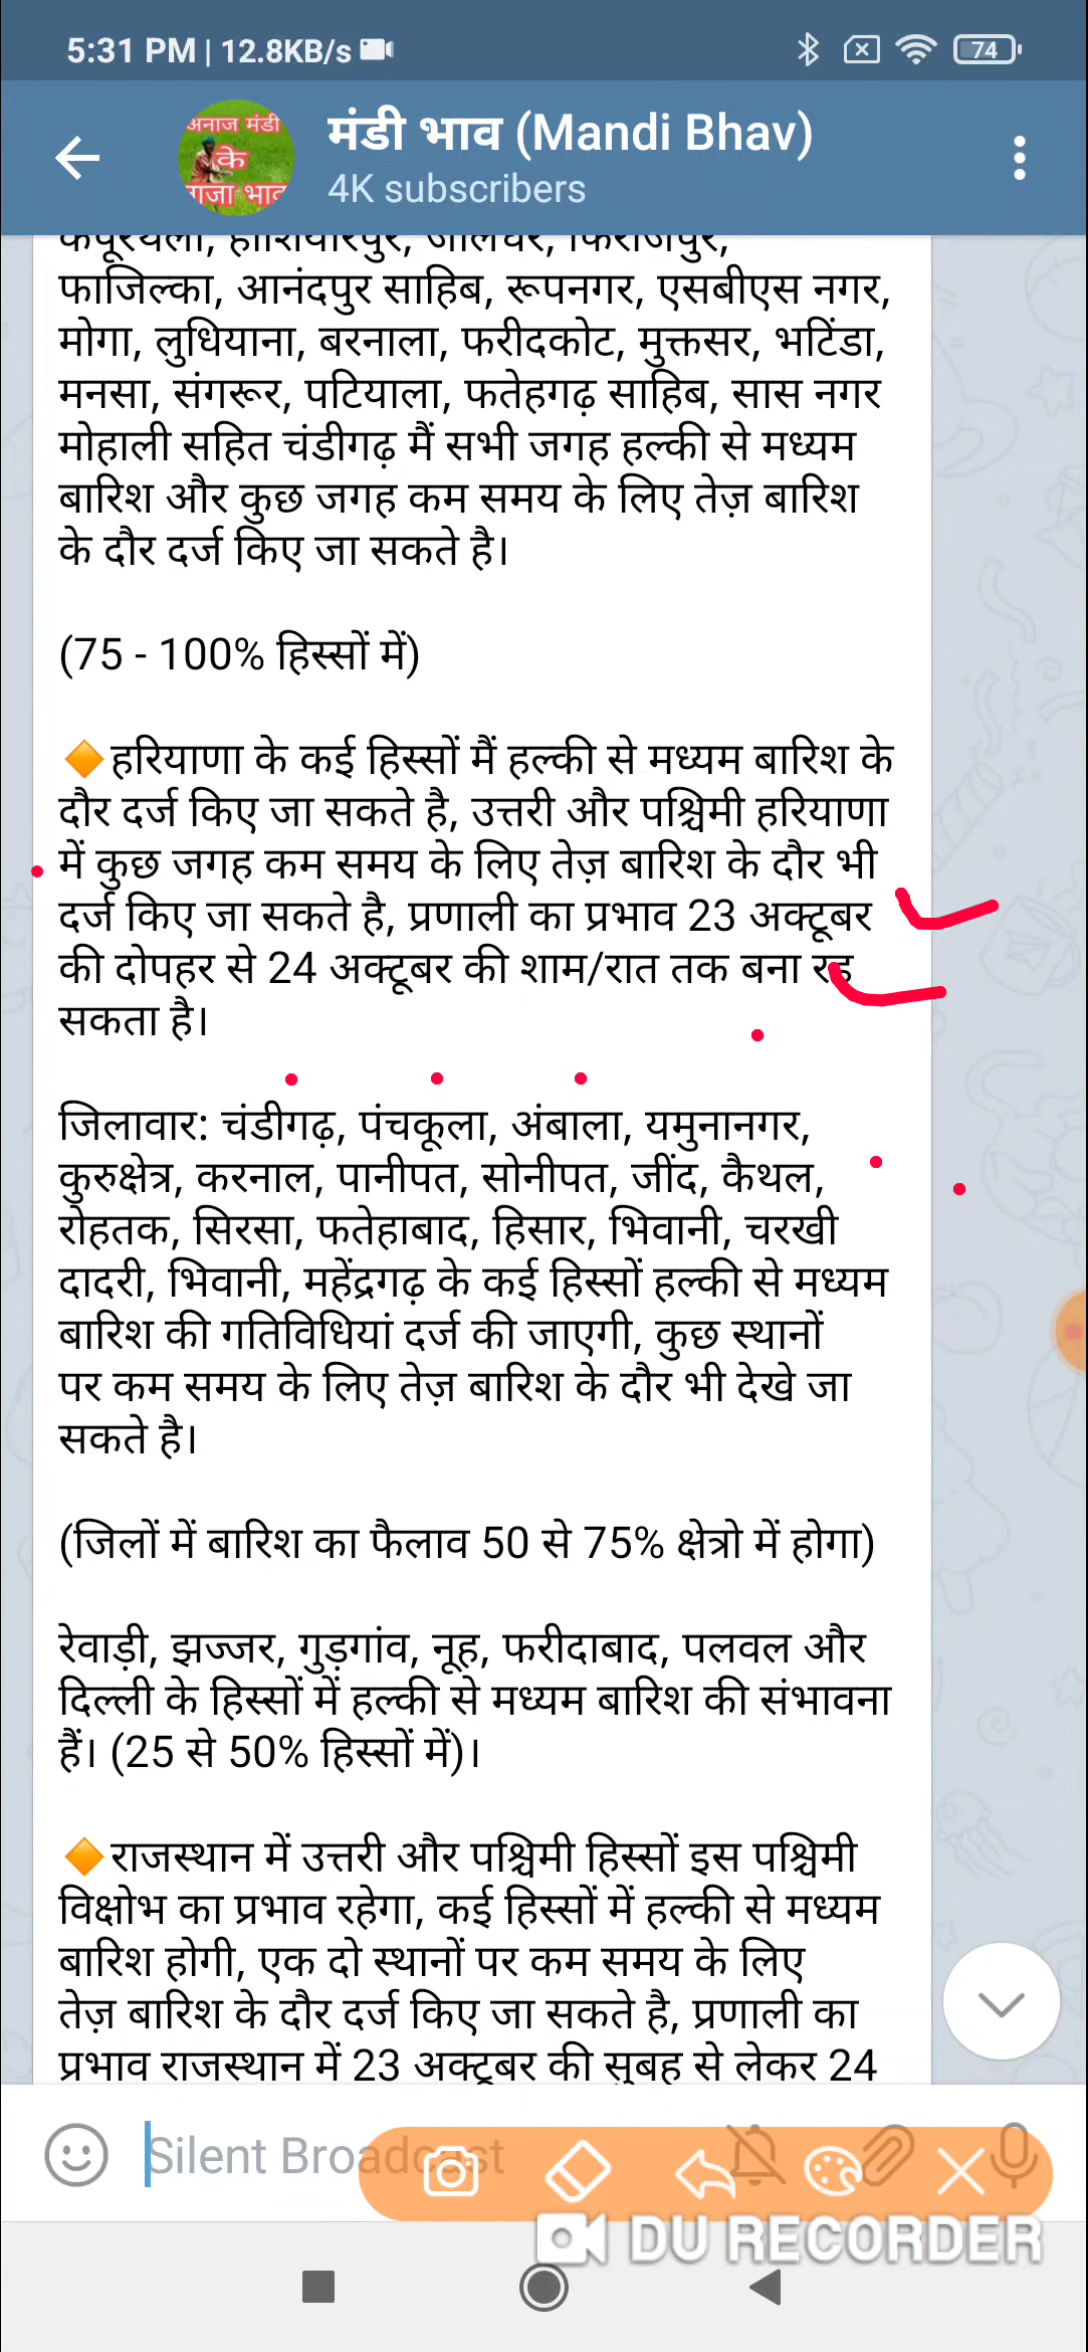 5:31 PM | 12.8KB/s
74
अनाज मंडी
के
मंडी भाव (Mandi Bhav)
4K subscribers
कपूरथला, होशियारपुर, जालंधर, फिरोजपुर,
फाजिल्का, आनंदपुर साहिब, रूपनगर, एसबीएस नगर,
मोगा, लुधियाना, बरनाला, फरीदकोट, मुक्तसर, भटिंडा,
मनसा, संगरूर, पटियाला, फतेहगढ़ साहिब, सास नगर
मोहाली सहित चंडीगढ़ मैं सभी जगह हल्की से मध्यम
बारिश और कुछ जगह कम समय के लिए तेज़ बारिश
के दौर दर्ज किए जा सकते है।
(75 - 100% हिस्सों में)
🔶हरियाणा के कई हिस्सों मैं हल्की से मध्यम बारिश के
दौर दर्ज किए जा सकते है, उत्तरी और पश्चिमी हरियाणा
में कुछ जगह कम समय के लिए तेज़ बारिश के दौर भी
दर्ज किए जा सकते है, प्रणाली का प्रभाव 23 अक्टूबर
की दोपहर से 24 अक्टूबर की शाम/रात तक बना रह
सकता है।
जिलावार: चंडीगढ़, पंचकूला, अंबाला, यमुनानगर,
कुरुक्षेत्र, करनाल, पानीपत, सोनीपत, जींद, कैथल,
रोहतक, सिरसा, फतेहाबाद, हिसार, भिवानी, चरखी
दादरी, भिवानी, महेंद्रगढ़ के कई हिस्सों हल्की से मध्यम
बारिश की गतिविधियां दर्ज की जाएगी, कुछ स्थानों
पर कम समय के लिए तेज़ बारिश के दौर भी देखे जा
सकते है।
(जिलों में बारिश का फैलाव 50 से 75% क्षेत्रो में होगा)
रेवाड़ी, झज्जर, गुड़गांव, नूह, फरीदाबाद, पलवल और
दिल्ली के हिस्सों में हल्की से मध्यम बारिश की संभावना
हैं। (25 से 50% हिस्सों में)।
🔶राजस्थान में उत्तरी और पश्चिमी हिस्सों इस पश्चिमी
विक्षोभ का प्रभाव रहेगा, कई हिस्सों में हल्की से मध्यम
बारिश होगी, एक दो स्थानों पर कम समय के लिए
तेज़ बारिश के दौर दर्ज किए जा सकते है, प्रणाली का
प्रभाव राजस्थान में 23 अक्टूबर की सुबह से लेकर 24
Silent Broadcast
DU RECORDER